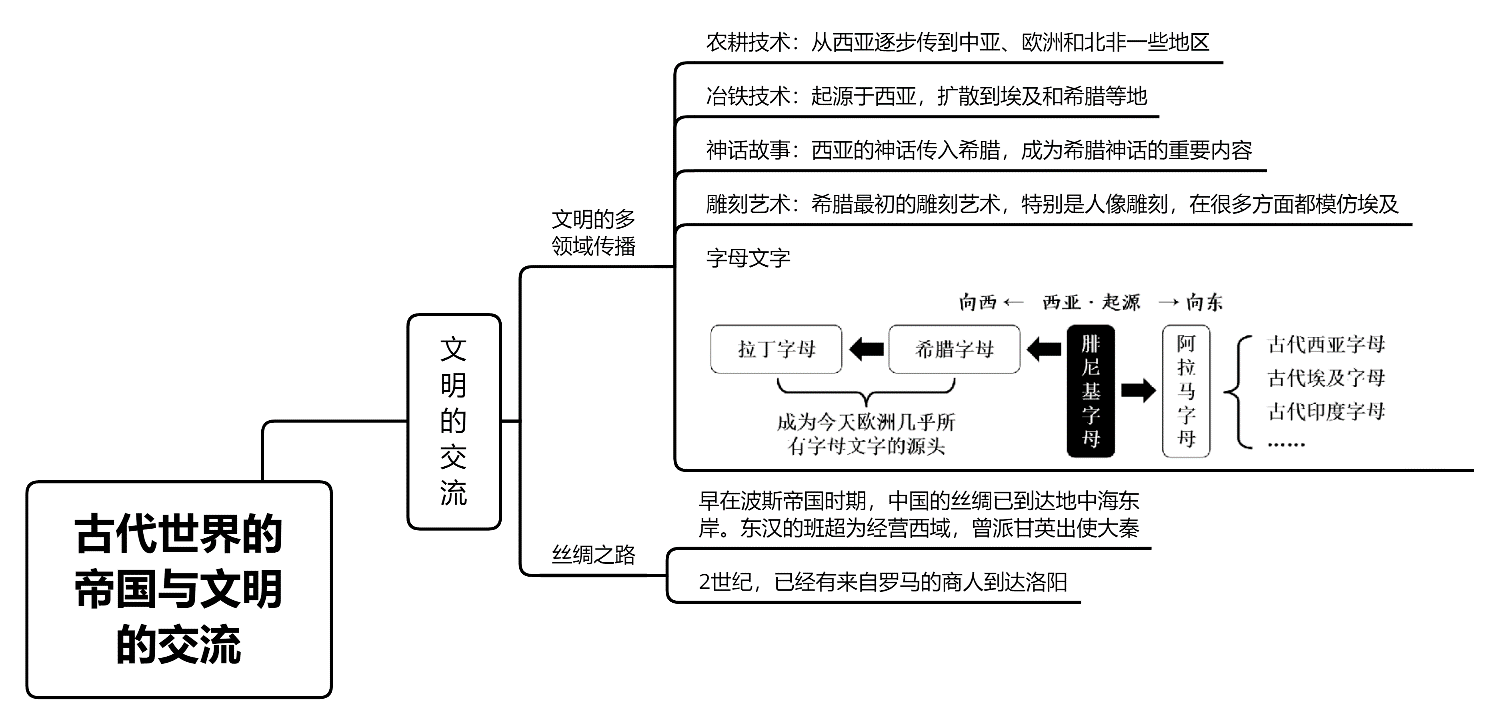 农耕技术：从西亚逐步传到中亚、欧洲和北非一些地区
冶铁技术：起源于西亚，扩散到埃及和希腊等地
神话故事：西亚的神话传入希腊，成为希腊神话的重要内容
雕刻艺术：希腊最初的雕刻艺术，特别是人像雕刻，在很多方面都模仿埃及
文明的多
领域传播
字母文字
向西 ← 西亚·起源 → 向东
拉丁字母
希腊字母
腓尼基字母
阿拉马字母
古代西亚字母
古代埃及字母
古代印度字母
……
成为今天欧洲几乎所
有字母文字的源头
文明的交流
古代世界的
帝国与文明
的交流
丝绸之路
早在波斯帝国时期，中国的丝绸已到达地中海东
岸。东汉的班超为经营西域，曾派甘英出使大秦
2世纪，已经有来自罗马的商人到达洛阳